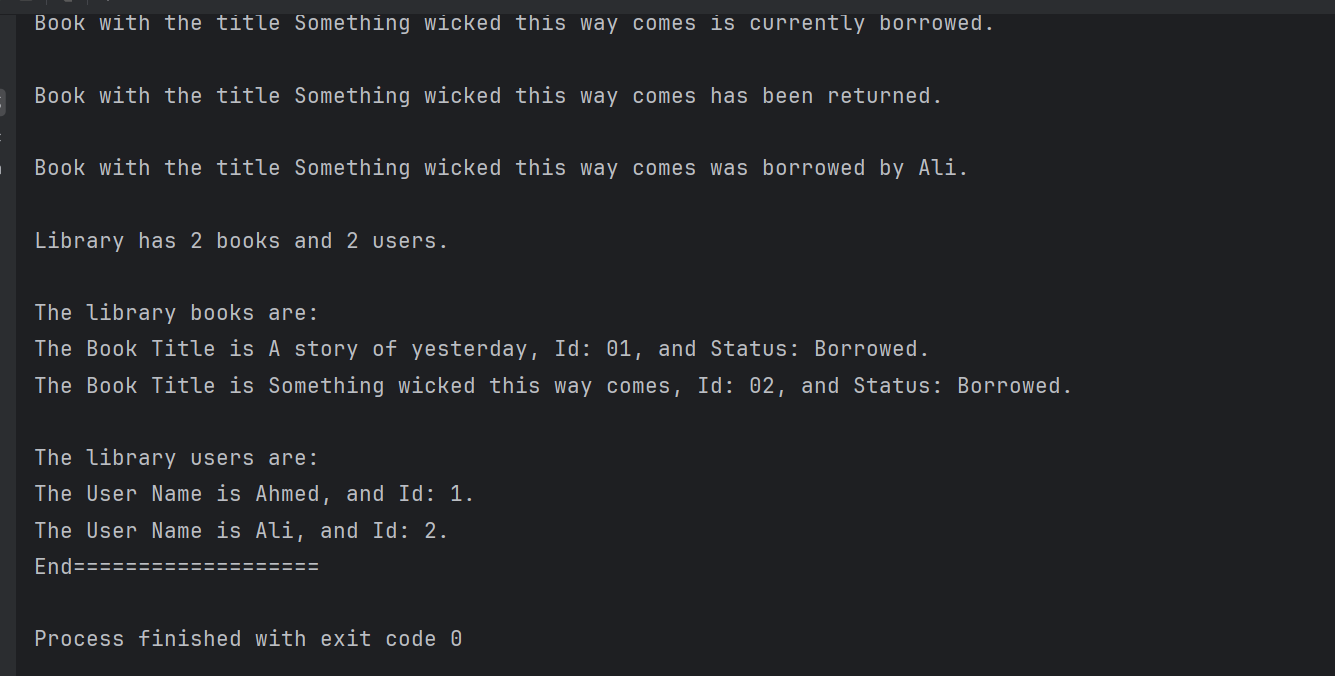 Book with the title Something wicked this way comes is currently borrowed.
Book with the title Something wicked this way comes has been returned.
Book with the title Something wicked this way comes was borrowed by Ali.
Library has 2 books and 2 users.
The library books are:
The Book Title is A story of yesterday, Id: 01, and Status: Borrowed.
The Book Title is Something wicked this way comes, Id: 02, and Status: Borrowed.
The library users are:
The User Name is Ahmed, and Id: 1.
The User Name is Ali, and Id: 2.
End===================
Process finished with exit code 0